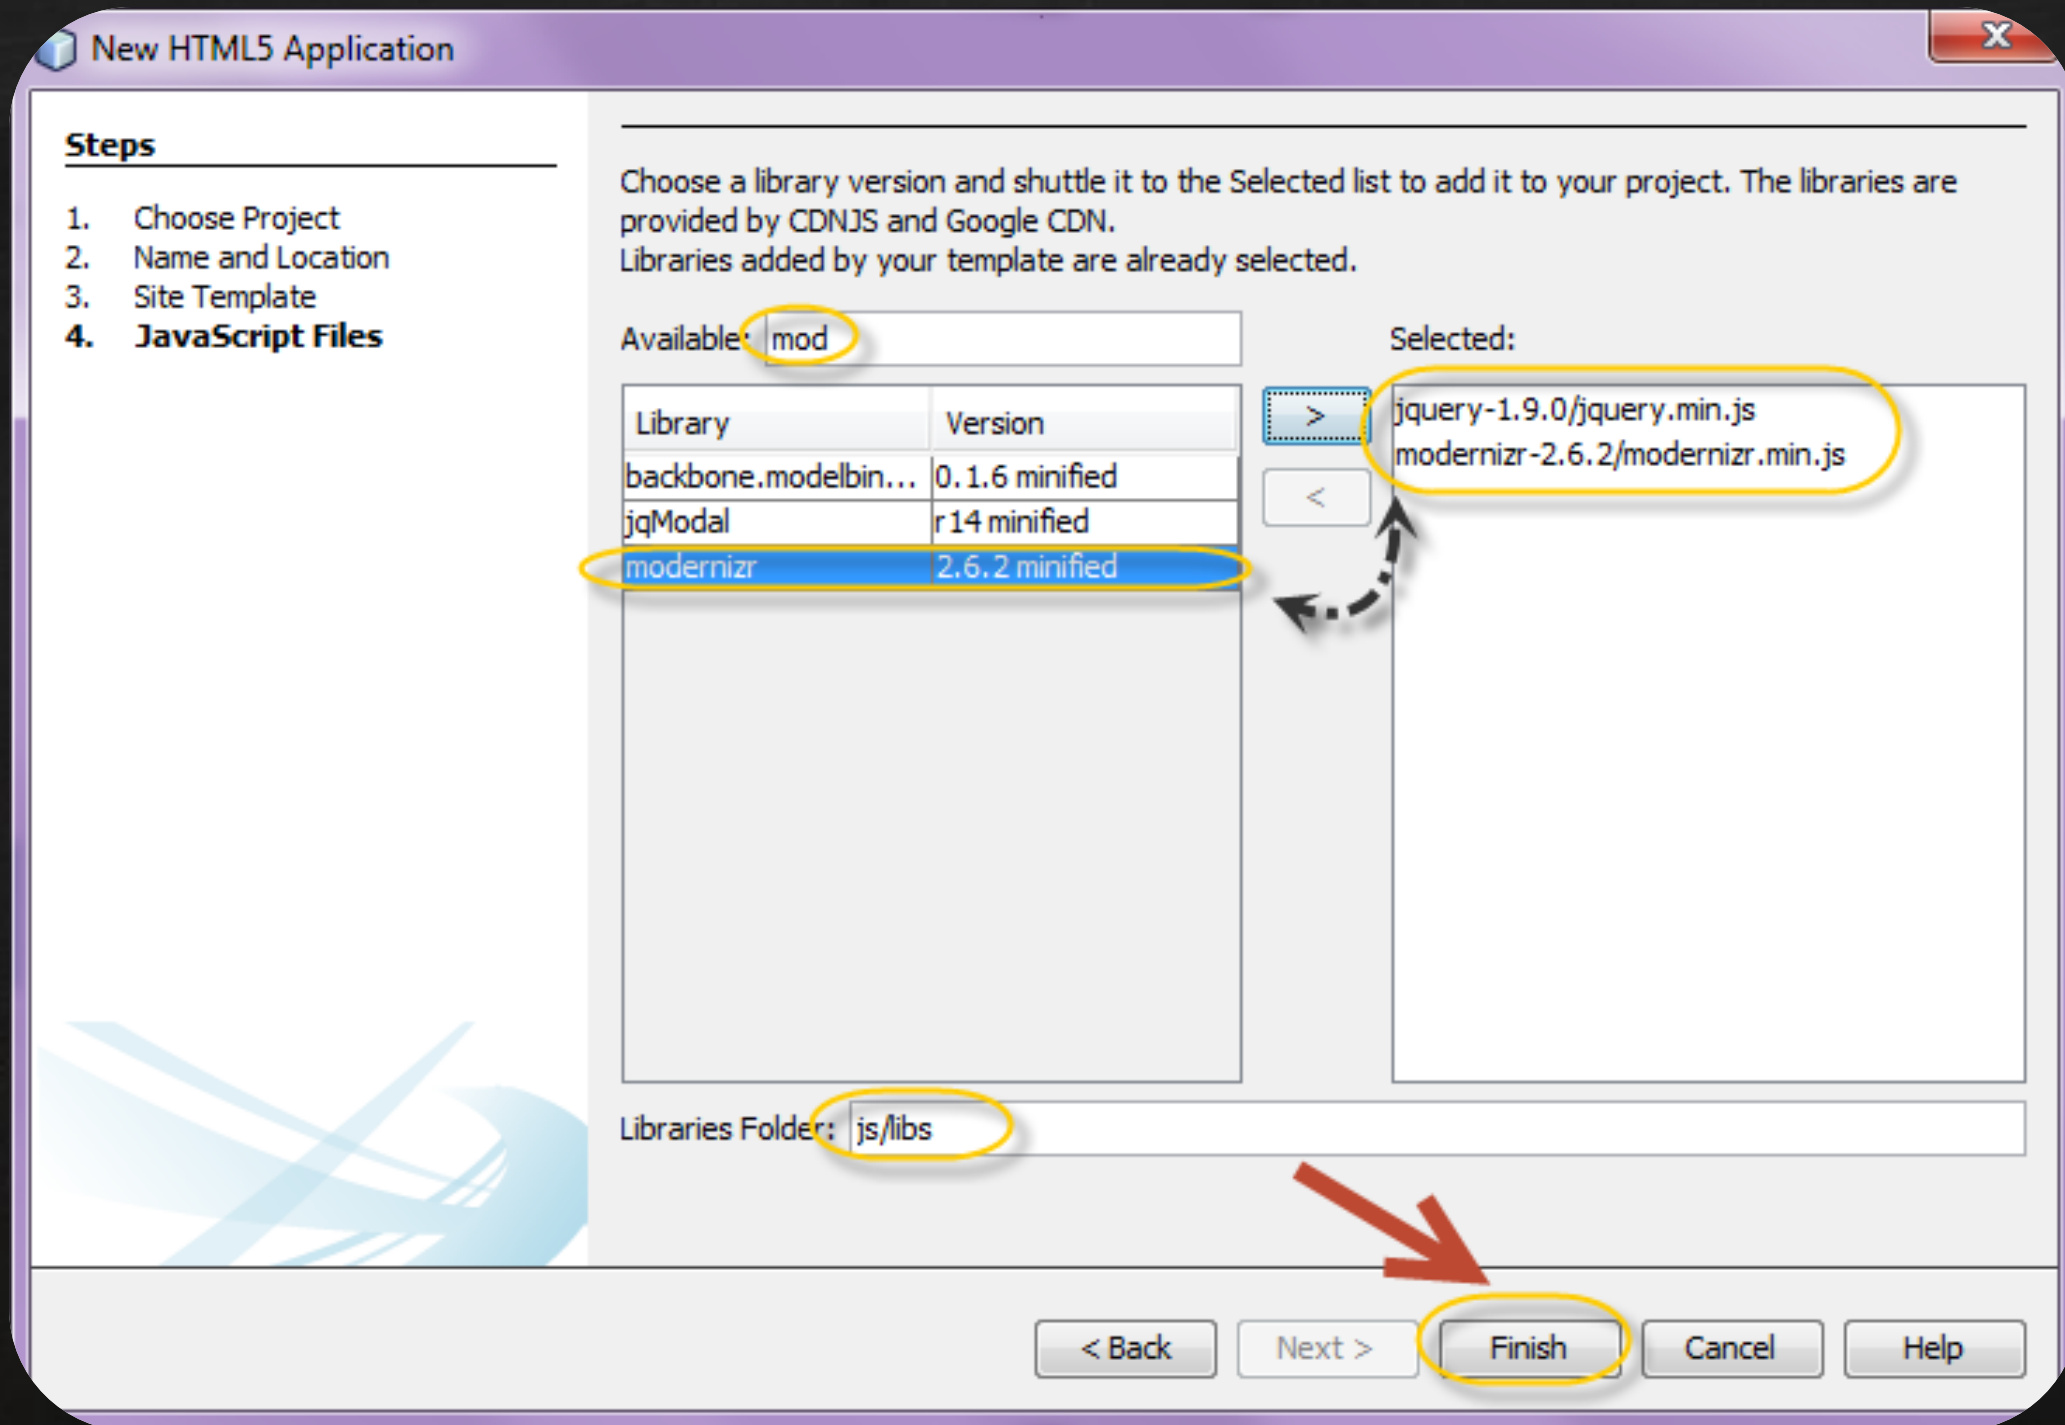 New HTML5 Application
Steps
1. Choose Project
2. Name and Location
3. Site Template
4. JavaScript Files
Choose a library version and shuttle it to the Selected list to add it to your project. The libraries are
provided by CDNJS and Google CDN.
Libraries added by your template are already selected.
Available: mod
Library Version
backbone.modelbin... 0.1.6 minified
jqModal r14 minified
modernizr 2.6.2 minified
>
<
Selected:
jquery-1.9.0/jquery.min.js
modernizr-2.6.2/modernizr.min.js
Libraries Folder: js/libs
< Back Next > Finish Cancel Help